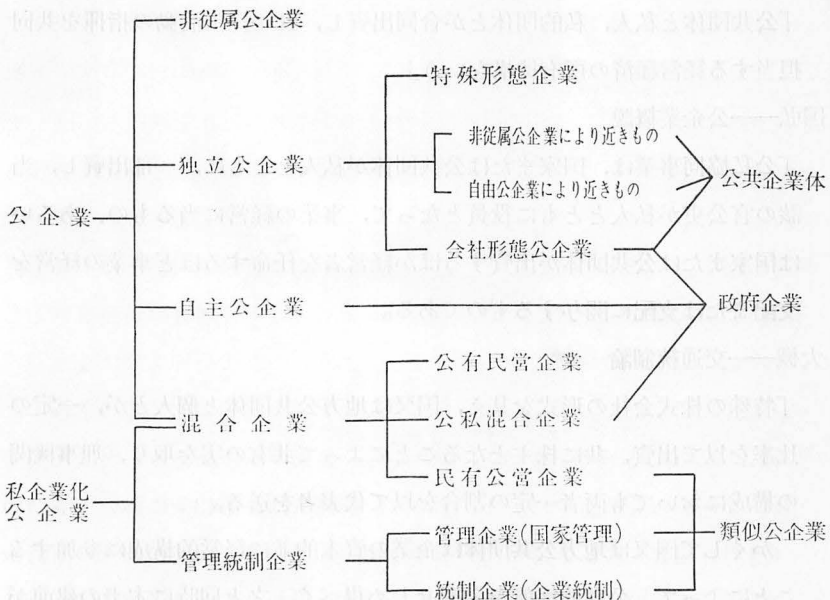 非従属公企業
特殊形態企業
非従属公企業により近きもの
独立公企業
自由公企業により近きもの
公共企業体
公企業
会社形態公企業
自主公企業
政府企業
公有民営企業
混合企業
公私混合企業
民有公営企業
私企業化
公企業
管理企業(国家管理)
類似公企業
管理統制企業
統制企業(企業統制)